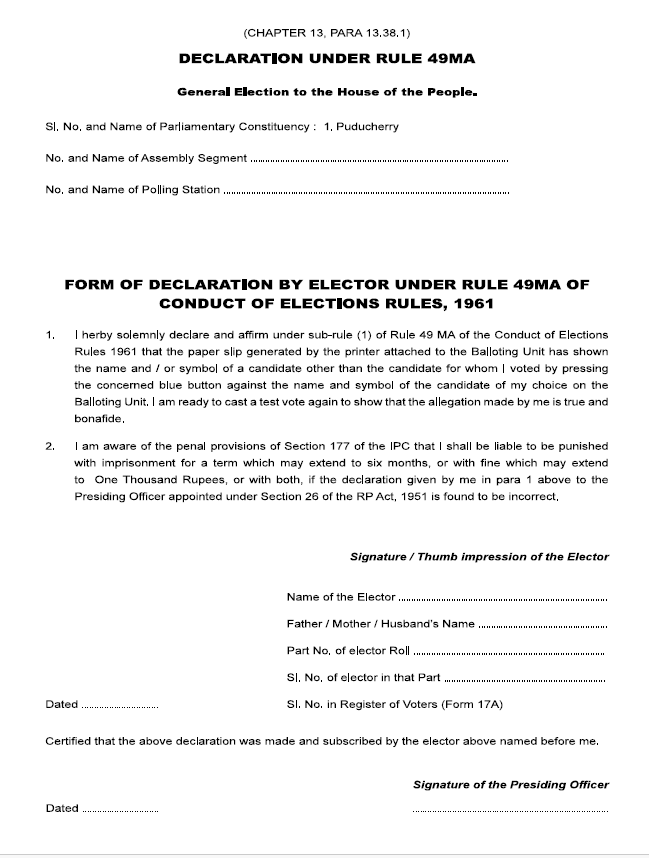 (CHAPTER 13, PARA 13.38.1)
DECLARATION UNDER RULE 49MA
General Election to the House of the People.
Sl. No. and Name of Parliamentary Constituency : 1. Puducherry
No. and Name of Assembly Segment ..........................................................................................
No. and Name of Polling Station ....................................................................................................
FORM OF DECLARATION BY ELECTOR UNDER RULE 49MA OF
CONDUCT OF ELECTIONS RULES, 1961
1. I herby solemnly declare and affirm under sub-rule (1) of Rule 49 MA of the Conduct of Elections
Rules 1961 that the paper slip generated by the printer attached to the Balloting Unit has shown
the name and / or symbol of a candidate other than the candidate for whom I voted by pressing
the concerned blue button against the name and symbol of the candidate of my choice on the
Balloting Unit. I am ready to cast a test vote again to show that the allegation made by me is true and
bonafide.
2. I am aware of the penal provisions of Section 177 of the IPC that I shall be liable to be punished
with imprisonment for a term which may extend to six months, or with fine which may extend
to One Thousand Rupees, or with both, if the declaration given by me in para 1 above to the
Presiding Officer appointed under Section 26 of the RP Act, 1951 is found to be incorrect.
Signature / Thumb impression of the Elector
Name of the Elector ..........................................................................
Father / Mother / Husband's Name .............................................
Part No. of elector Roll ...................................................................
Sl. No. of elector in that Part .........................................................
Dated ........................... Sl. No. in Register of Voters (Form 17A)
Certified that the above declaration was made and subscribed by the elector above named before me.
Signature of the Presiding Officer
Dated ........................... .....................................................................